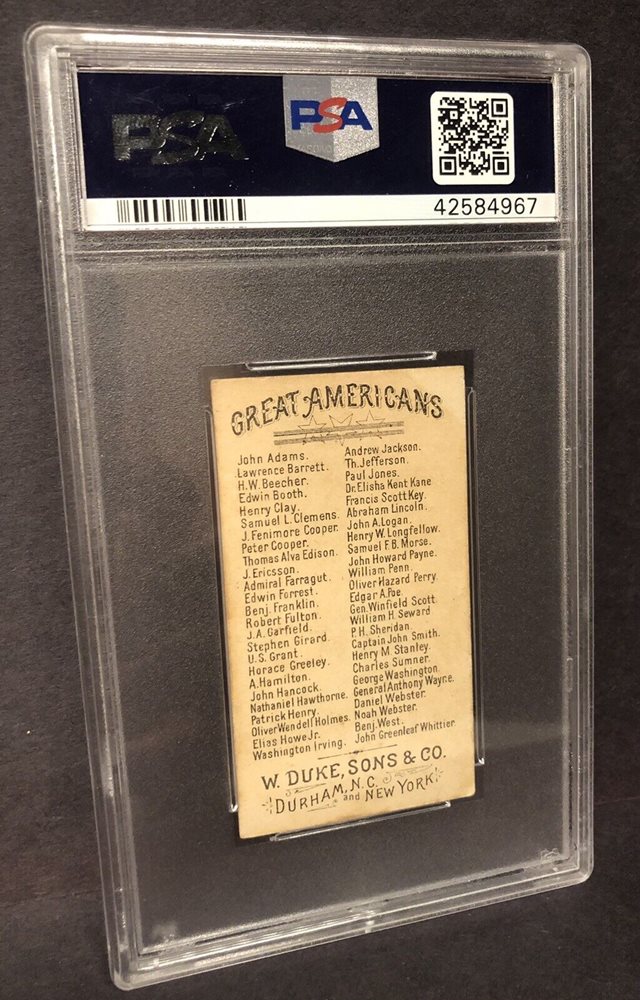 PSA
PSA
42584967
GREAT AMERICANS
John Adams.
Lawrence Barrett.
H.W. Beecher.
Edwin Booth.
Henry Clay.
Samuel L. Clemens.
J. Fenimore Cooper.
Peter Cooper.
Thomas Alva Edison.
J. Ericsson.
Admiral Farragut.
Edwin Forrest.
Benj. Franklin.
Robert Fulton.
J.A. Garfield.
Stephen Girard.
U.S. Grant.
Horace Greeley.
A. Hamilton.
John Hancock.
Nathaniel Hawthorne.
Patrick Henry.
Oliver Wendell Holmes.
Elias Howe Jr.
Washington Irving.
Andrew Jackson.
Th. Jefferson.
Paul Jones.
Dr. Elisha Kent Kane
Francis Scott Key.
Abraham Lincoln.
John A. Logan.
Henry W. Longfellow.
Samuel F.B. Morse.
John Howard Payne.
William Penn.
Oliver Hazard Perry.
Edgar A. Poe.
Gen. Winfield Scott.
William H. Seward
P.H. Sheridan.
Captain John Smith.
Henry M. Stanley.
Charles Sumner.
George Washington.
General Anthony Wayne.
Daniel Webster.
Noah Webster.
Benj. West.
John Greenleaf Whittier
W. DUKE, SONS & CO.
DURHAM, N.C. and NEW YORK